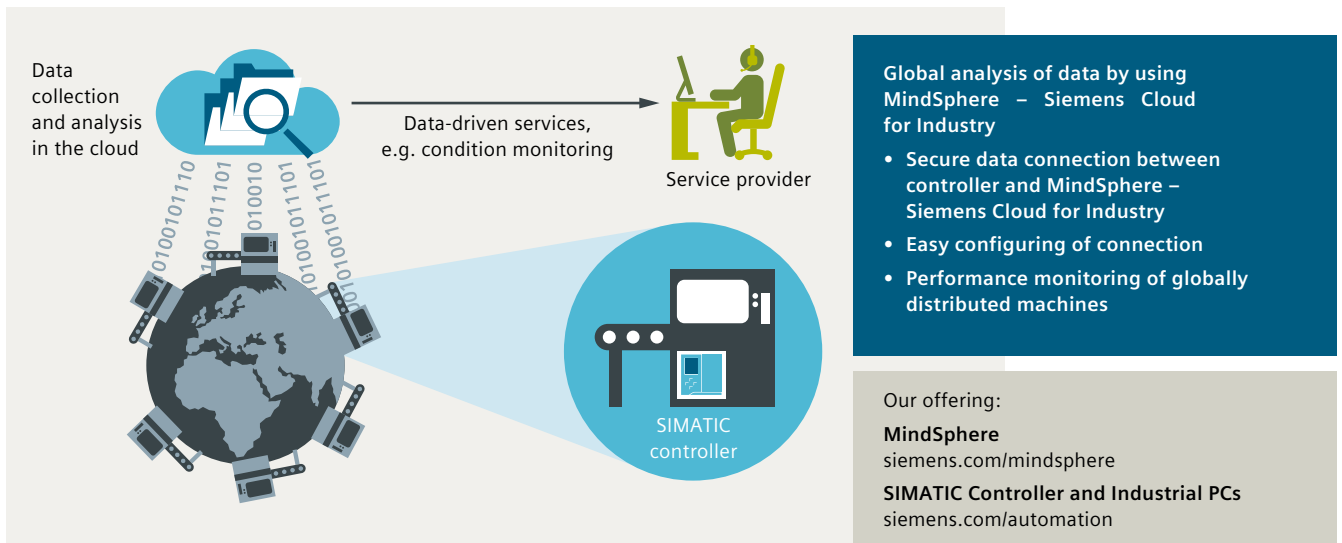 Data
collection
and analysis
in the cloud
Data-driven services,
e.g. condition monitoring
Service provider
SIMATIC
controller
Global analysis of data by using
MindSphere – Siemens Cloud
for Industry
• Secure data connection between
controller and MindSphere –
Siemens Cloud for Industry
• Easy configuring of connection
• Performance monitoring of globally
distributed machines
Our offering:
MindSphere
siemens.com/mindsphere
SIMATIC Controller and Industrial PCs
siemens.com/automation